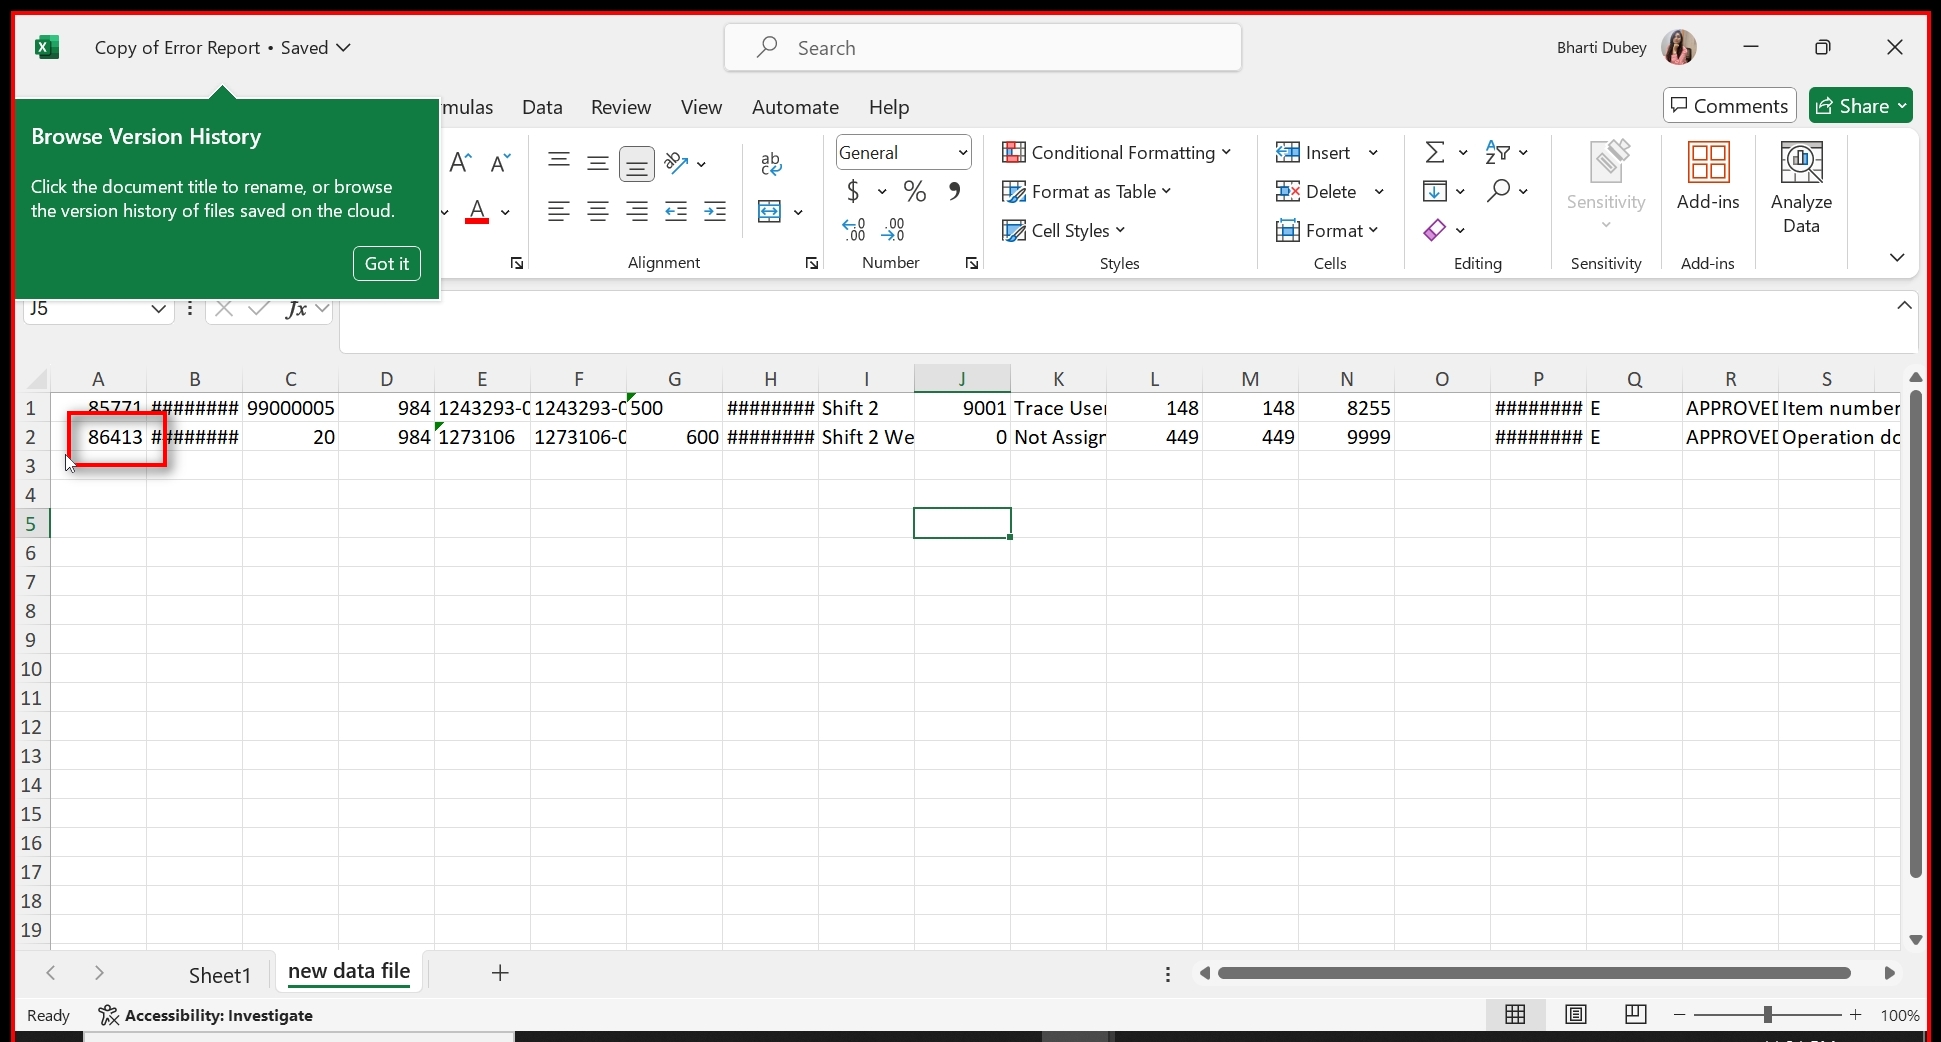 Copy of Error Report • Saved
Search
Bharti Dubey
mulas Data Review View Automate Help
Comments Share
Browse Version History
Click the document title to rename, or browse
the version history of files saved on the cloud.
Got it
General
Conditional Formatting
Format as Table
Cell Styles
Insert
Delete
Format
Sensitivity
Add-ins
Analyze
Data
Alignment Number Styles Cells Editing Sensitivity Add-ins
J5
fx
A B C D E F G H I J K L M N O P Q R S
1 85771 ######## 99000005 984 1243293-0 1243293-0 500 ######## Shift 2 9001 Trace User 148 148 8255 ######## E APPROVED Item number
2 86413 ######## 20 984 1273106 1273106-0 600 ######## Shift 2 We 0 Not Assign 449 449 9999 ######## E APPROVED Operation do
3
4
5
6
7
8
9
10
11
12
13
14
15
16
17
18
19
Sheet1 new data file +
Ready Accessibility: Investigate 100%